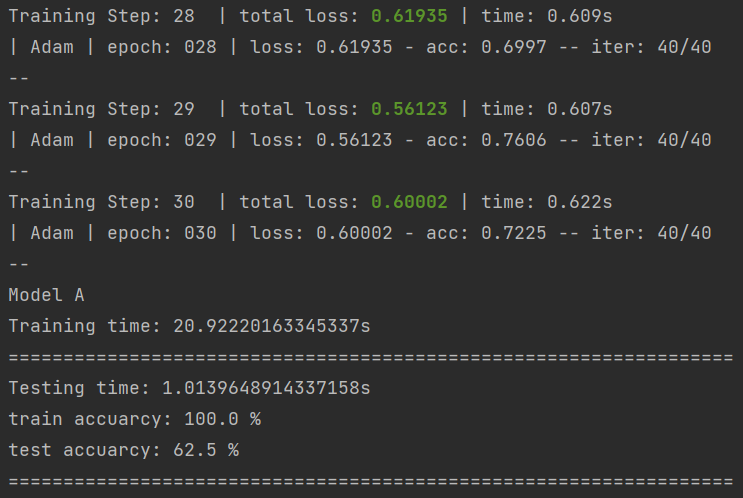 Training Step: 28  | total loss: 0.61935 | time: 0.609s
| Adam | epoch: 028 | loss: 0.61935 - acc: 0.6997 -- iter: 40/40
--
Training Step: 29  | total loss: 0.56123 | time: 0.607s
| Adam | epoch: 029 | loss: 0.56123 - acc: 0.7606 -- iter: 40/40
--
Training Step: 30  | total loss: 0.60002 | time: 0.622s
| Adam | epoch: 030 | loss: 0.60002 - acc: 0.7225 -- iter: 40/40
--
Model A
Training time: 20.92220163345337s
==================================================================
Testing time: 1.0139648914337158s
train accuarcy: 100.0 %
test accuarcy: 62.5 %
==================================================================